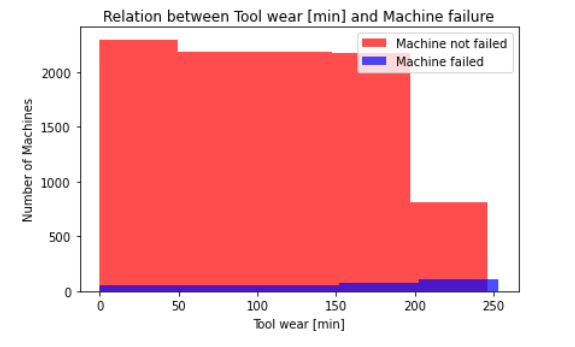 Relation between Tool wear [min] and Machine failure
Machine not failed
Machine failed
Number of Machines
2000
1500
1000
500
0
0 50 100 150 200 250
Tool wear [min]